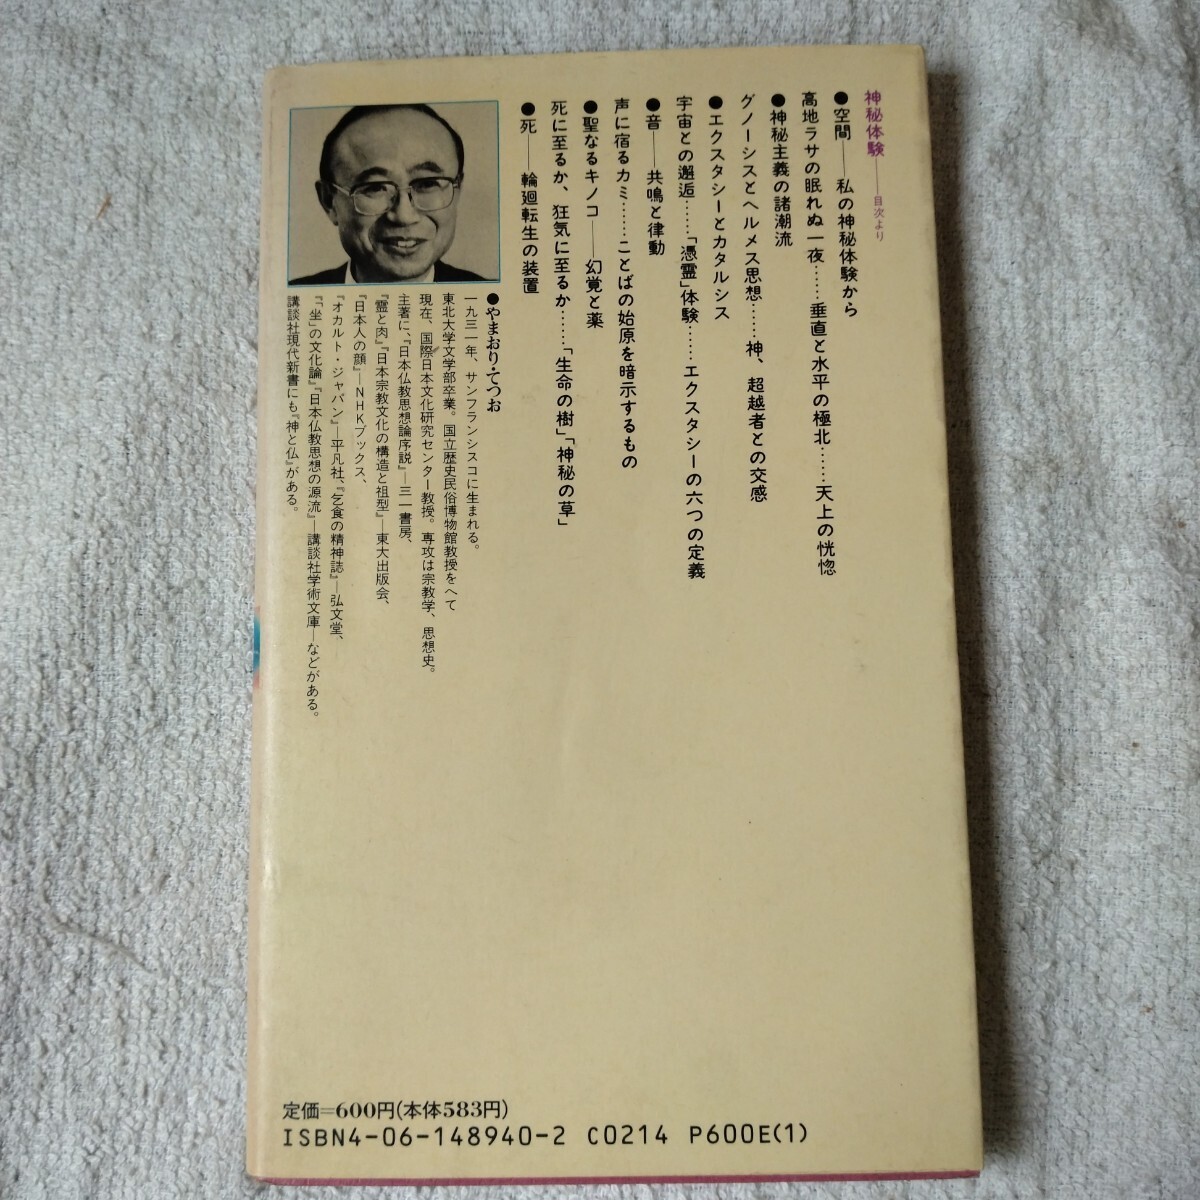 神秘体験――目次より
●空間――私の神秘体験から
高地ラサの眠れぬ一夜……垂直と水平の極北……天上の恍惚
●神秘主義の諸潮流
グノーシスとヘルメス思想……神、超越者との交感
●エクスタシーとカタルシス
宇宙との邂逅……「憑霊」体験……エクスタシーの六つの定義
●音――共鳴と律動
声に宿るカミ……ことばの始原を暗示するもの
●聖なるキノコ――幻覚と薬
死に至るか、狂気に至るか……「生命の樹」「神秘の草」
●死――輪廻転生の装置
●やまおり・てつお
一九三一年、サンフランシスコに生まれる。
東北大学文学部卒業。国立歴史民俗博物館教授をへて
現在、国際日本文化研究センター教授。専攻は宗教学、思想史。
主著に、『日本仏教思想論序説』―三一書房、
『霊と肉』『日本宗教文化の構造と祖型』―東大出版会、
『日本人の顔』―NHKブックス、
『オカルト・ジャパン』―平凡社、『乞食の精神誌』―弘文堂、
『「坐」の文化論』『日本仏教思想の源流』―講談社学術文庫―などがある。
講談社現代新書にも『神と仏』がある。
定価=600円(本体583円)
ISBN4-06-148940-2 C0214 P600E(1)